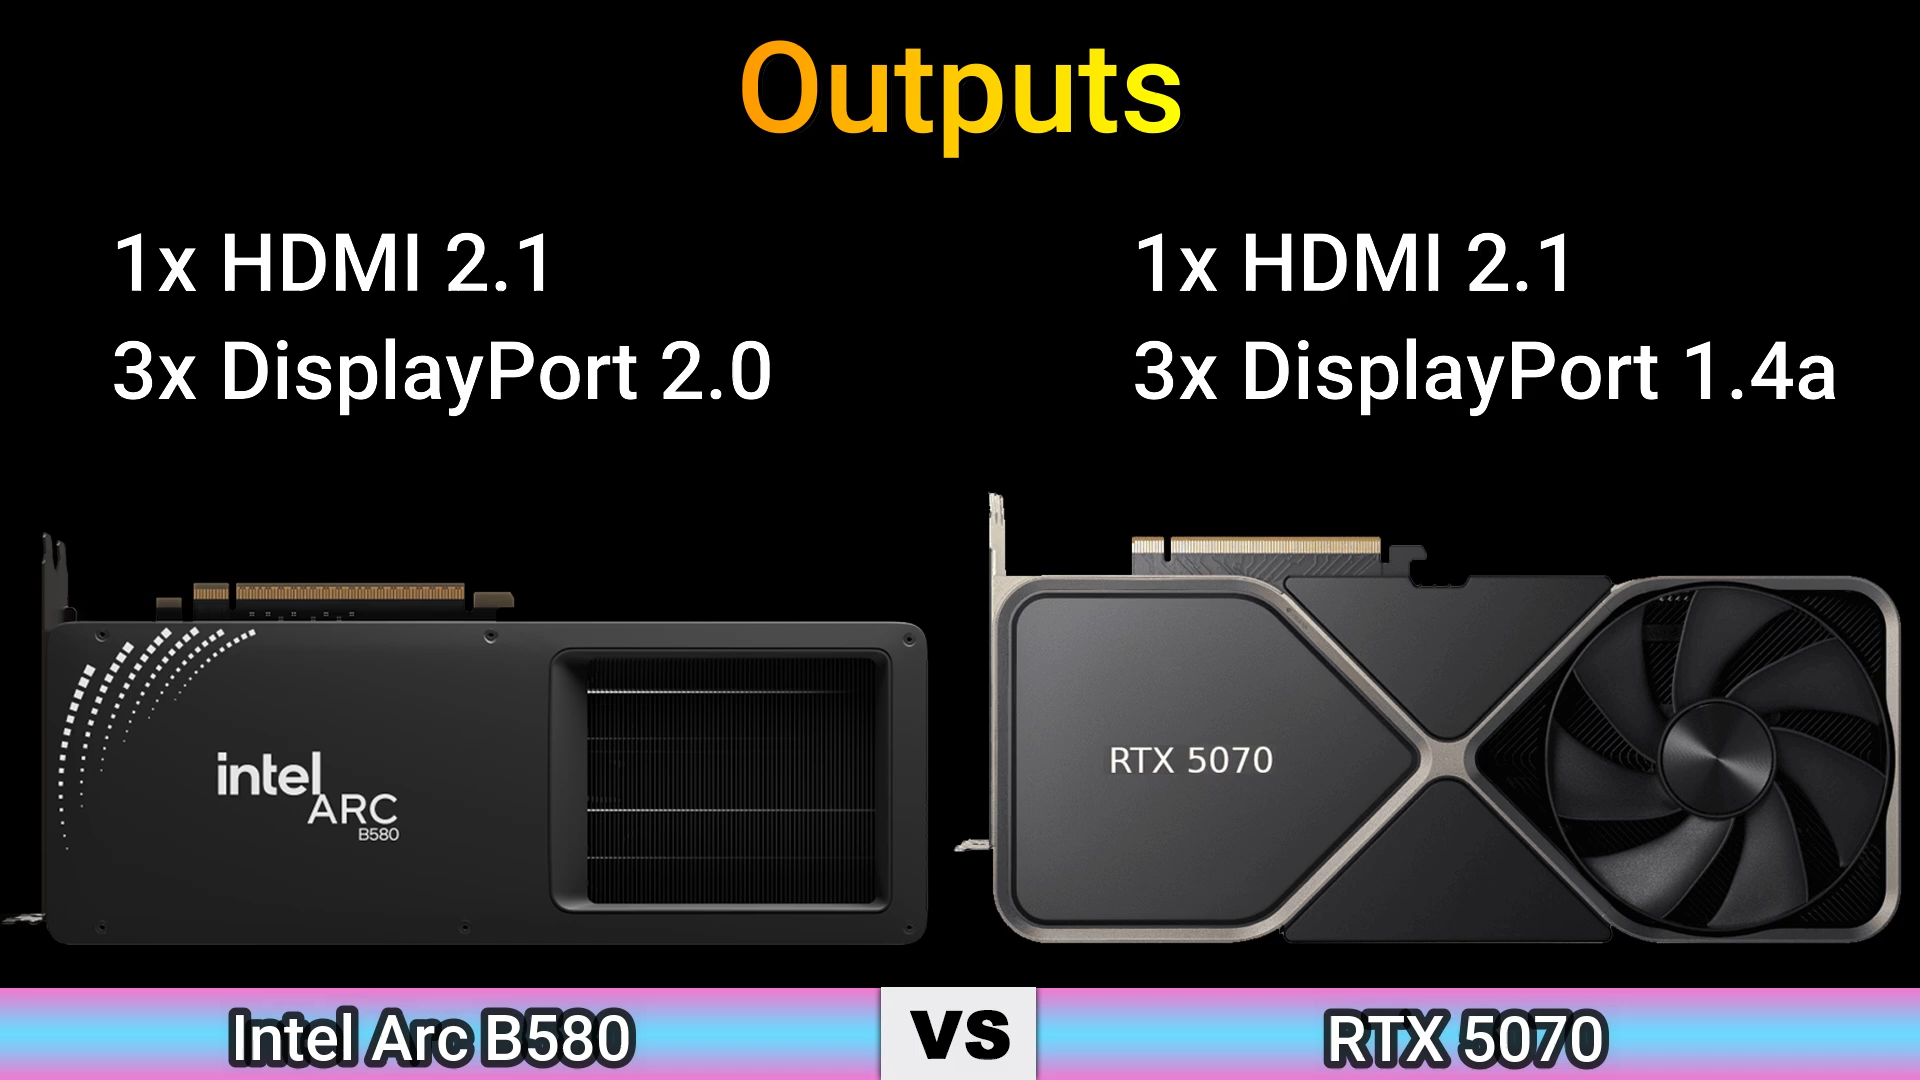 Outputs
1x HDMI 2.1
3x DisplayPort 2.0
1x HDMI 2.1
3x DisplayPort 1.4a
intel
ARC
B580
RTX 5070
Intel Arc B580
VS
RTX 5070